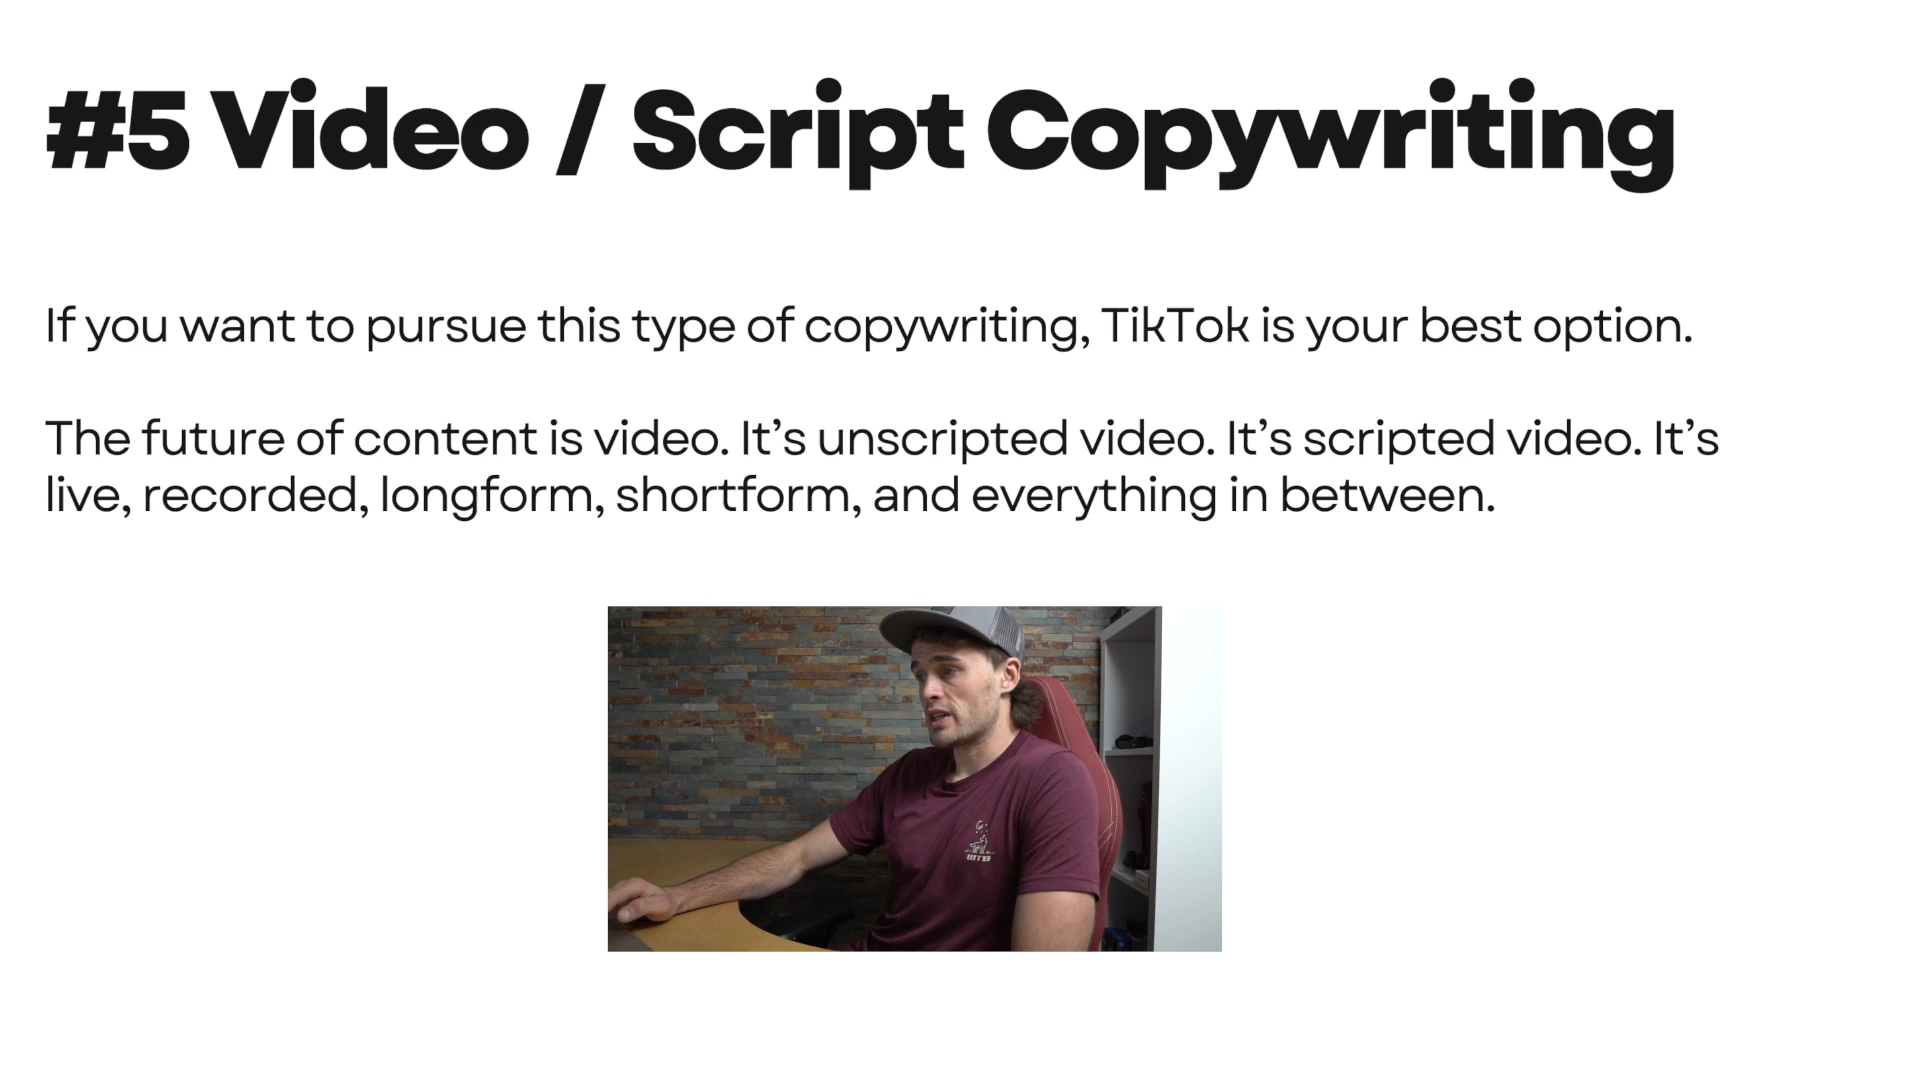 #5 Video / Script Copywriting
If you want to pursue this type of copywriting, TikTok is your best option.
The future of content is video. It’s unscripted video. It’s scripted video. It’s
live, recorded, longform, shortform, and everything in between.
WTB